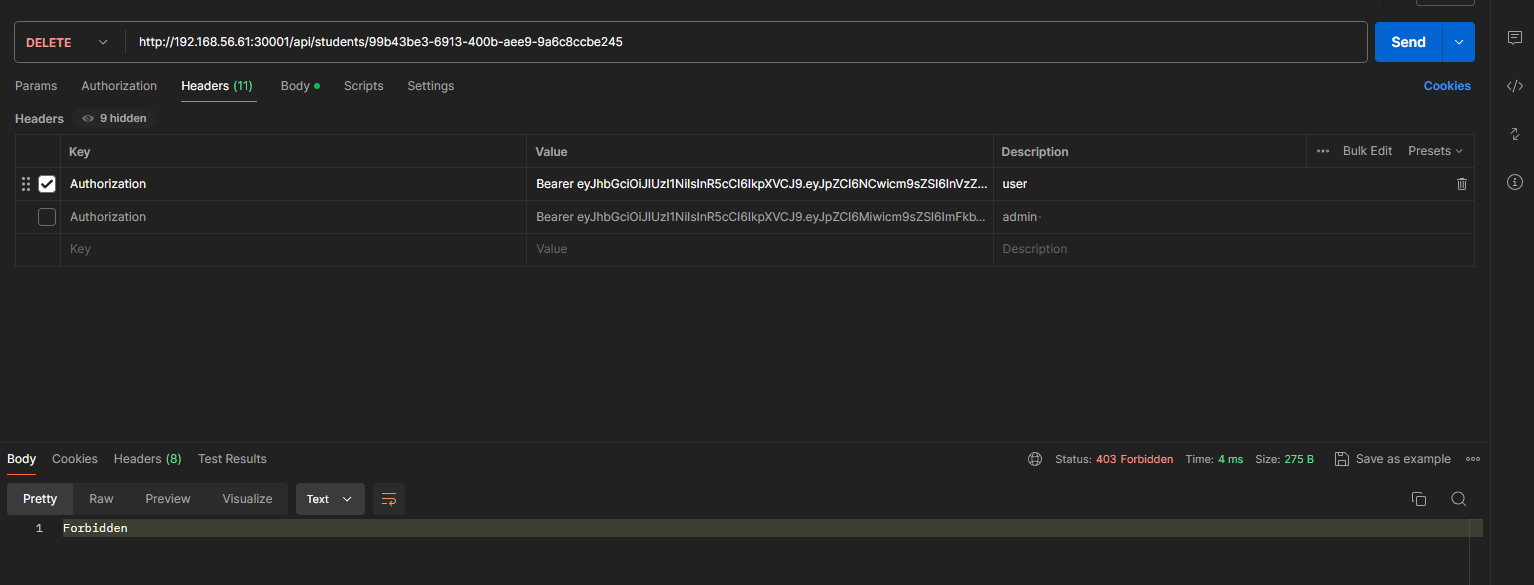 DELETE http://192.168.56.61:30001/api/students/99b43be3-6913-400b-aee9-9a6c8ccbe245 Send
Params Authorization Headers (11) Body Scripts Settings Cookies
Headers 9 hidden
Key Value Description Bulk Edit Presets
Authorization Bearer eyJhbGciOiJIUzI1NiIsInR5cCI6IkpXVCJ9.eyJpZCI6NCwicm9sZSI6InVzZ... user
Authorization Bearer eyJhbGciOiJIUzI1NiIsInR5cCI6IkpXVCJ9.eyJpZCI6Miwicm9sZSI6ImFkb... admin
Key Value Description
Body Cookies Headers (8) Test Results Status: 403 Forbidden Time: 4 ms Size: 275 B Save as example
Pretty Raw Preview Visualize Text
1 Forbidden